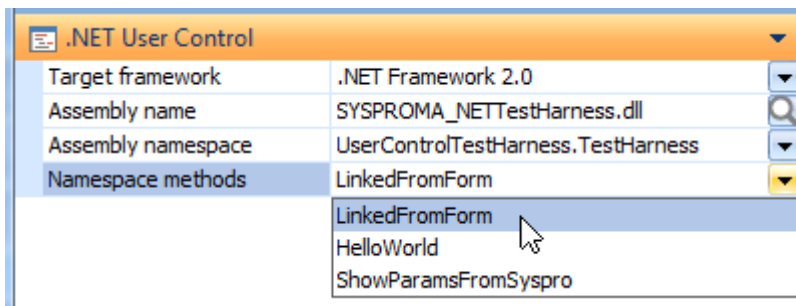 .NET User Control
Target framework .NET Framework 2.0
Assembly name SYSPROMA_NETTestHarness.dll
Assembly namespace UserControlTestHarness.TestHarness
Namespace methods LinkedFromForm
LinkedFromForm
HelloWorld
ShowParamsFromSyspro